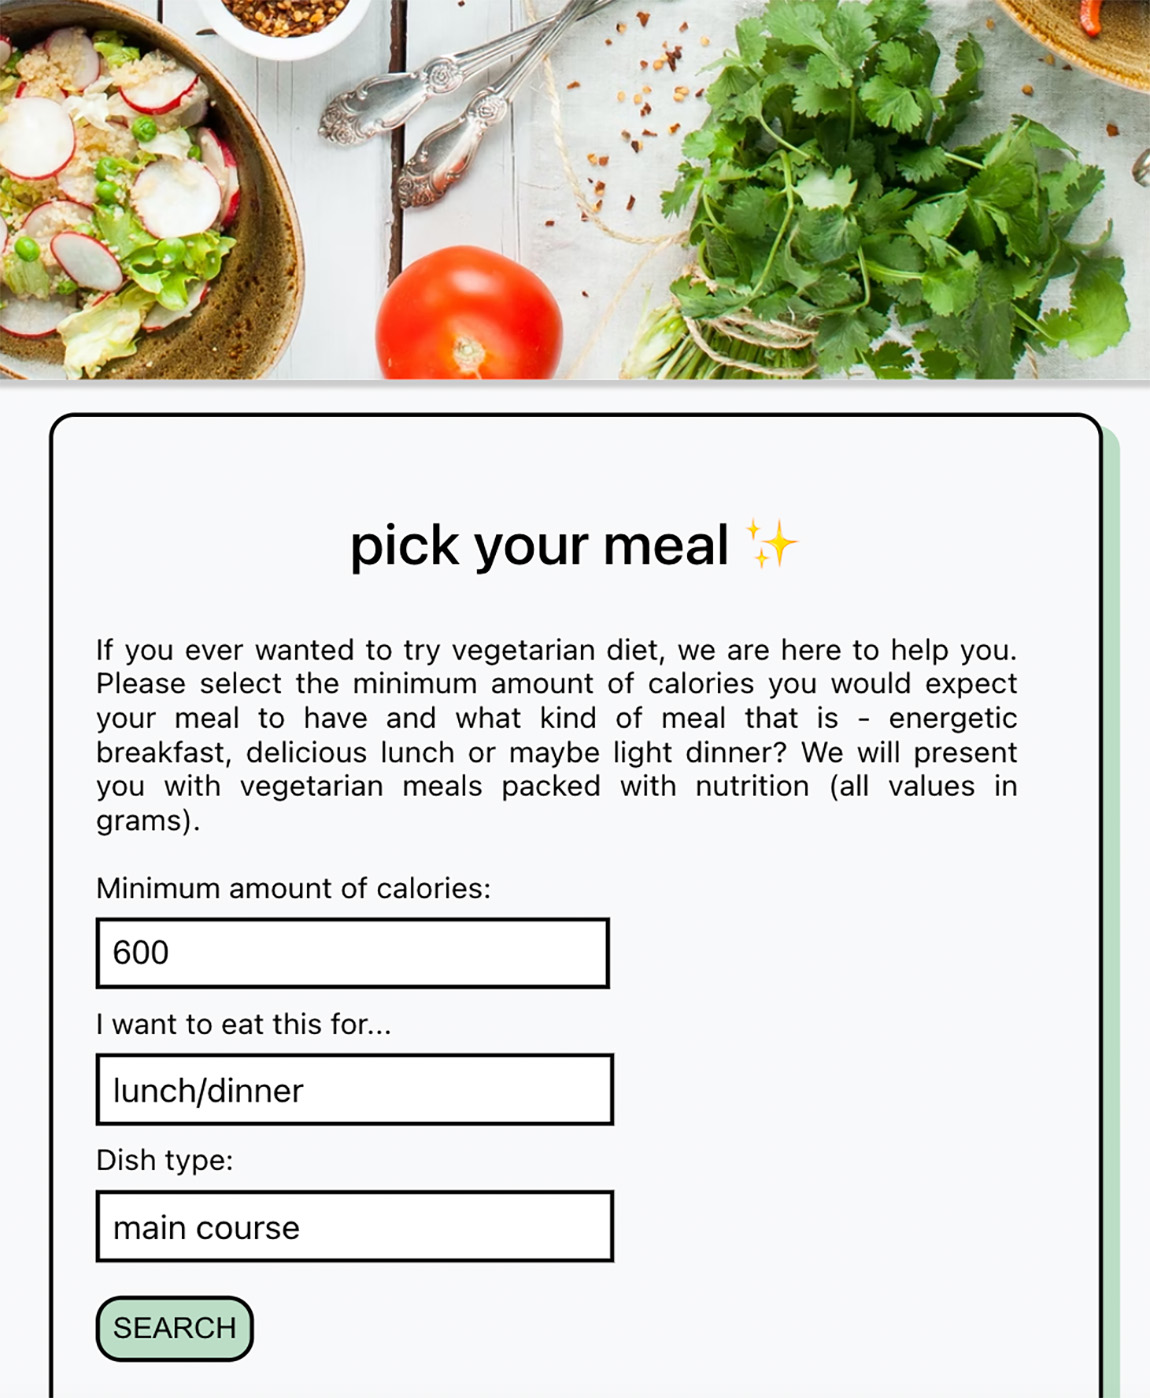 pick your meal ✨
If you ever wanted to try vegetarian diet, we are here to help you.
Please select the minimum amount of calories you would expect
your meal to have and what kind of meal that is - energetic
breakfast, delicious lunch or maybe light dinner? We will present
you with vegetarian meals packed with nutrition (all values in
grams).
Minimum amount of calories:
600
I want to eat this for...
lunch/dinner
Dish type:
main course
SEARCH